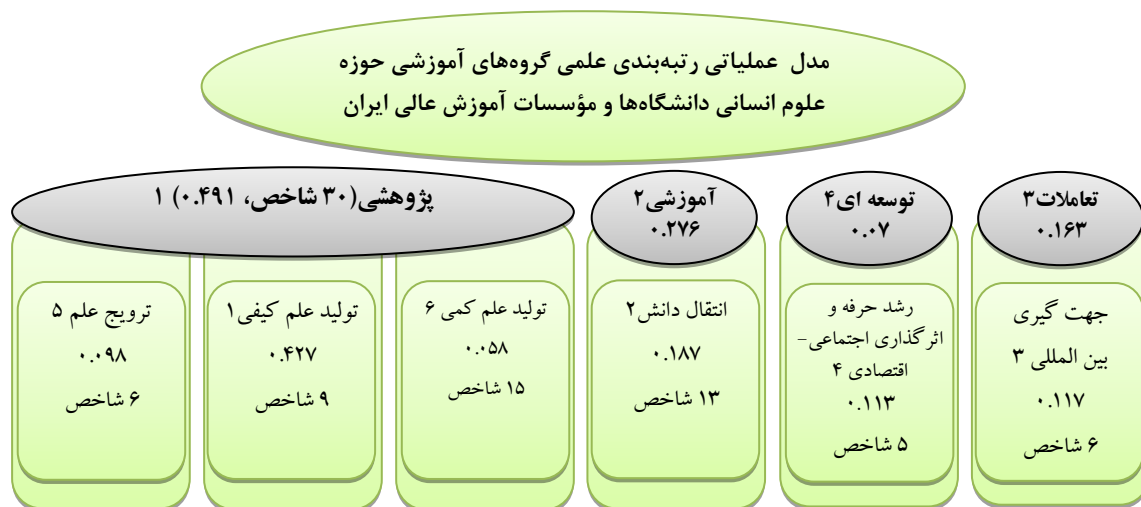 مدل عملیاتی رتبه‌بندی علمی گروه‌های آموزشی حوزه
علوم انسانی دانشگاه‌ها و مؤسسات آموزش عالی ایران
تعاملات۳
۰.۱۶۳
توسعه ای۴
۰.۰۷
آموزشی۲
۰.۲۷۶
پژوهشی(۳۰ شاخص، ۰.۴۹۱) ۱
جهت گیری
بین المللی ۳
۰.۱۱۷
۶ شاخص
رشد حرفه و
اثرگذاری اجتماعی-
اقتصادی ۴
۰.۱۱۳
۵ شاخص
انتقال دانش۲
۰.۱۸۷
۱۳ شاخص
تولید علم کمی ۶
۰.۰۵۸
۱۵ شاخص
تولید علم کیفی۱
۰.۴۲۷
۹ شاخص
ترویج علم ۵
۰.۰۹۸
۶ شاخص